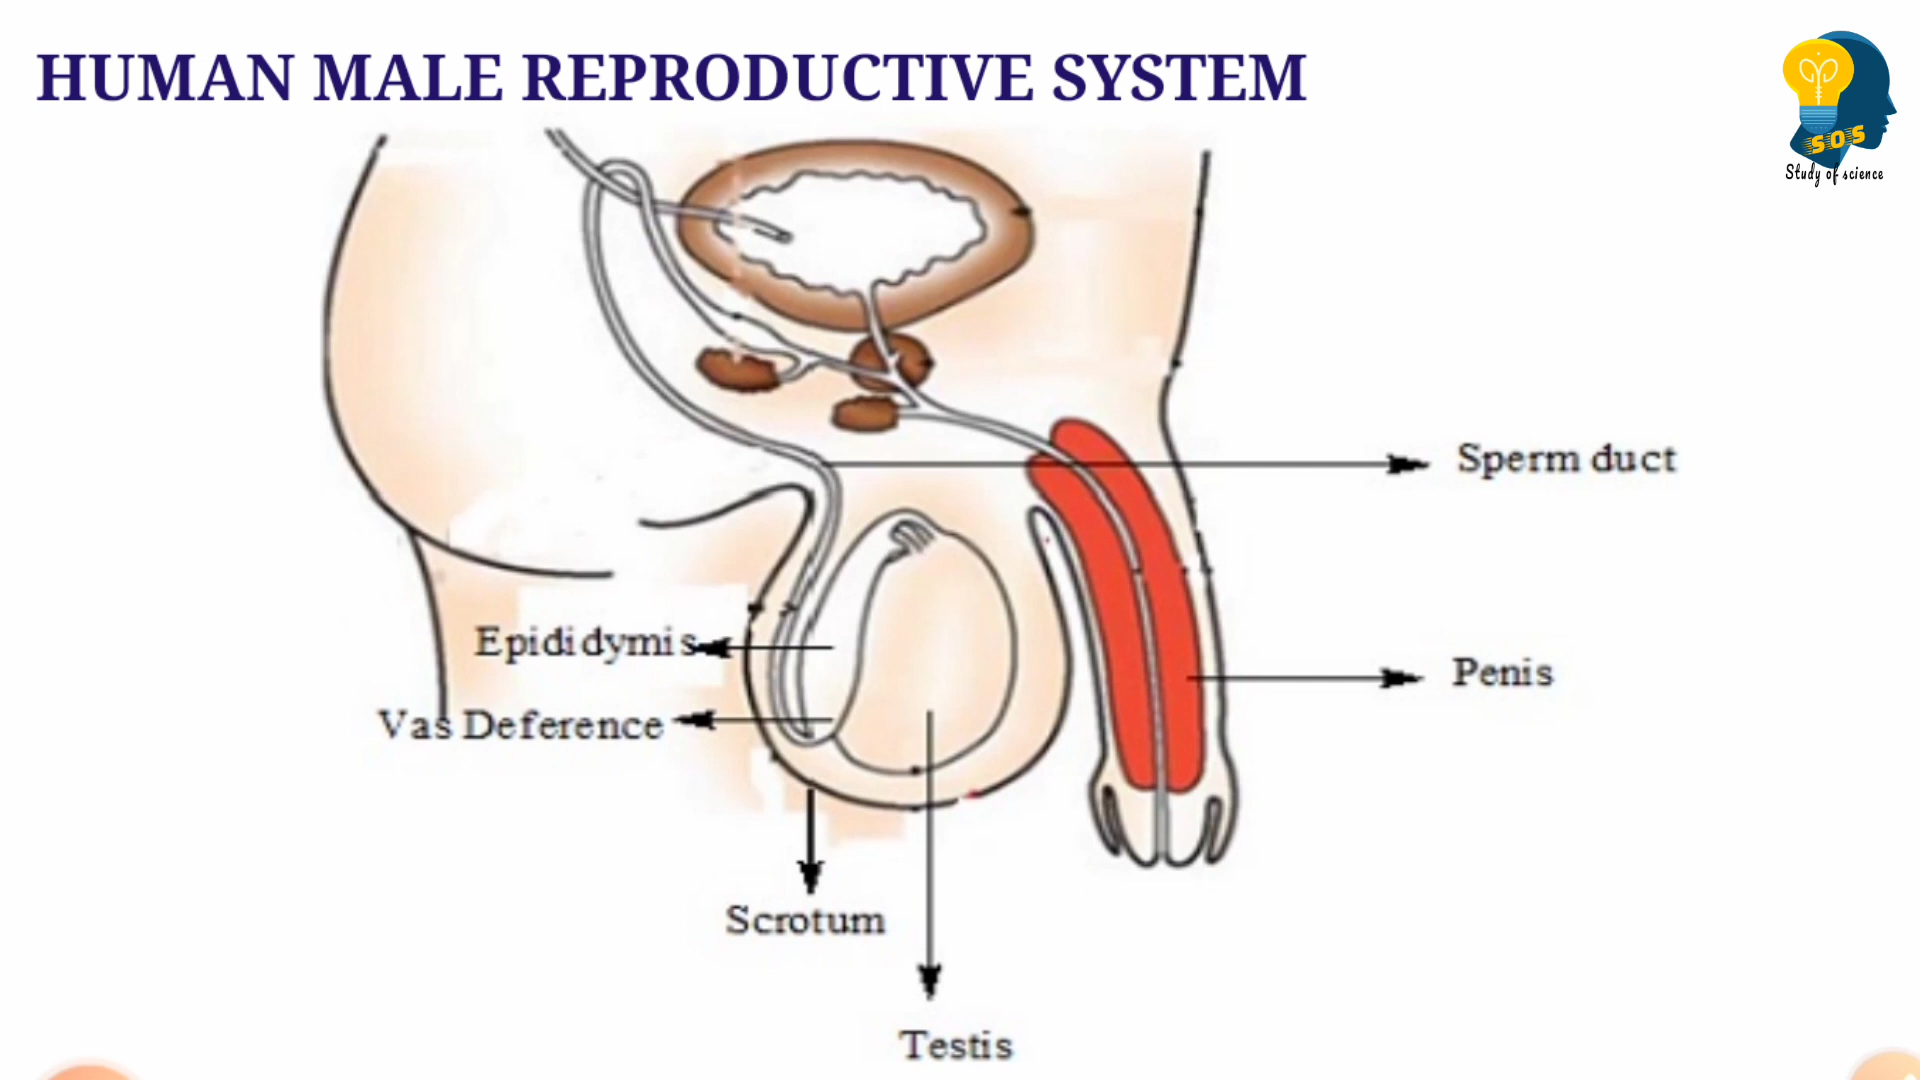 HUMAN MALE REPRODUCTIVE SYSTEM
SOS
Study of science
Sperm duct
Epididymis
Penis
Vas Deference
Scrotum
Testis